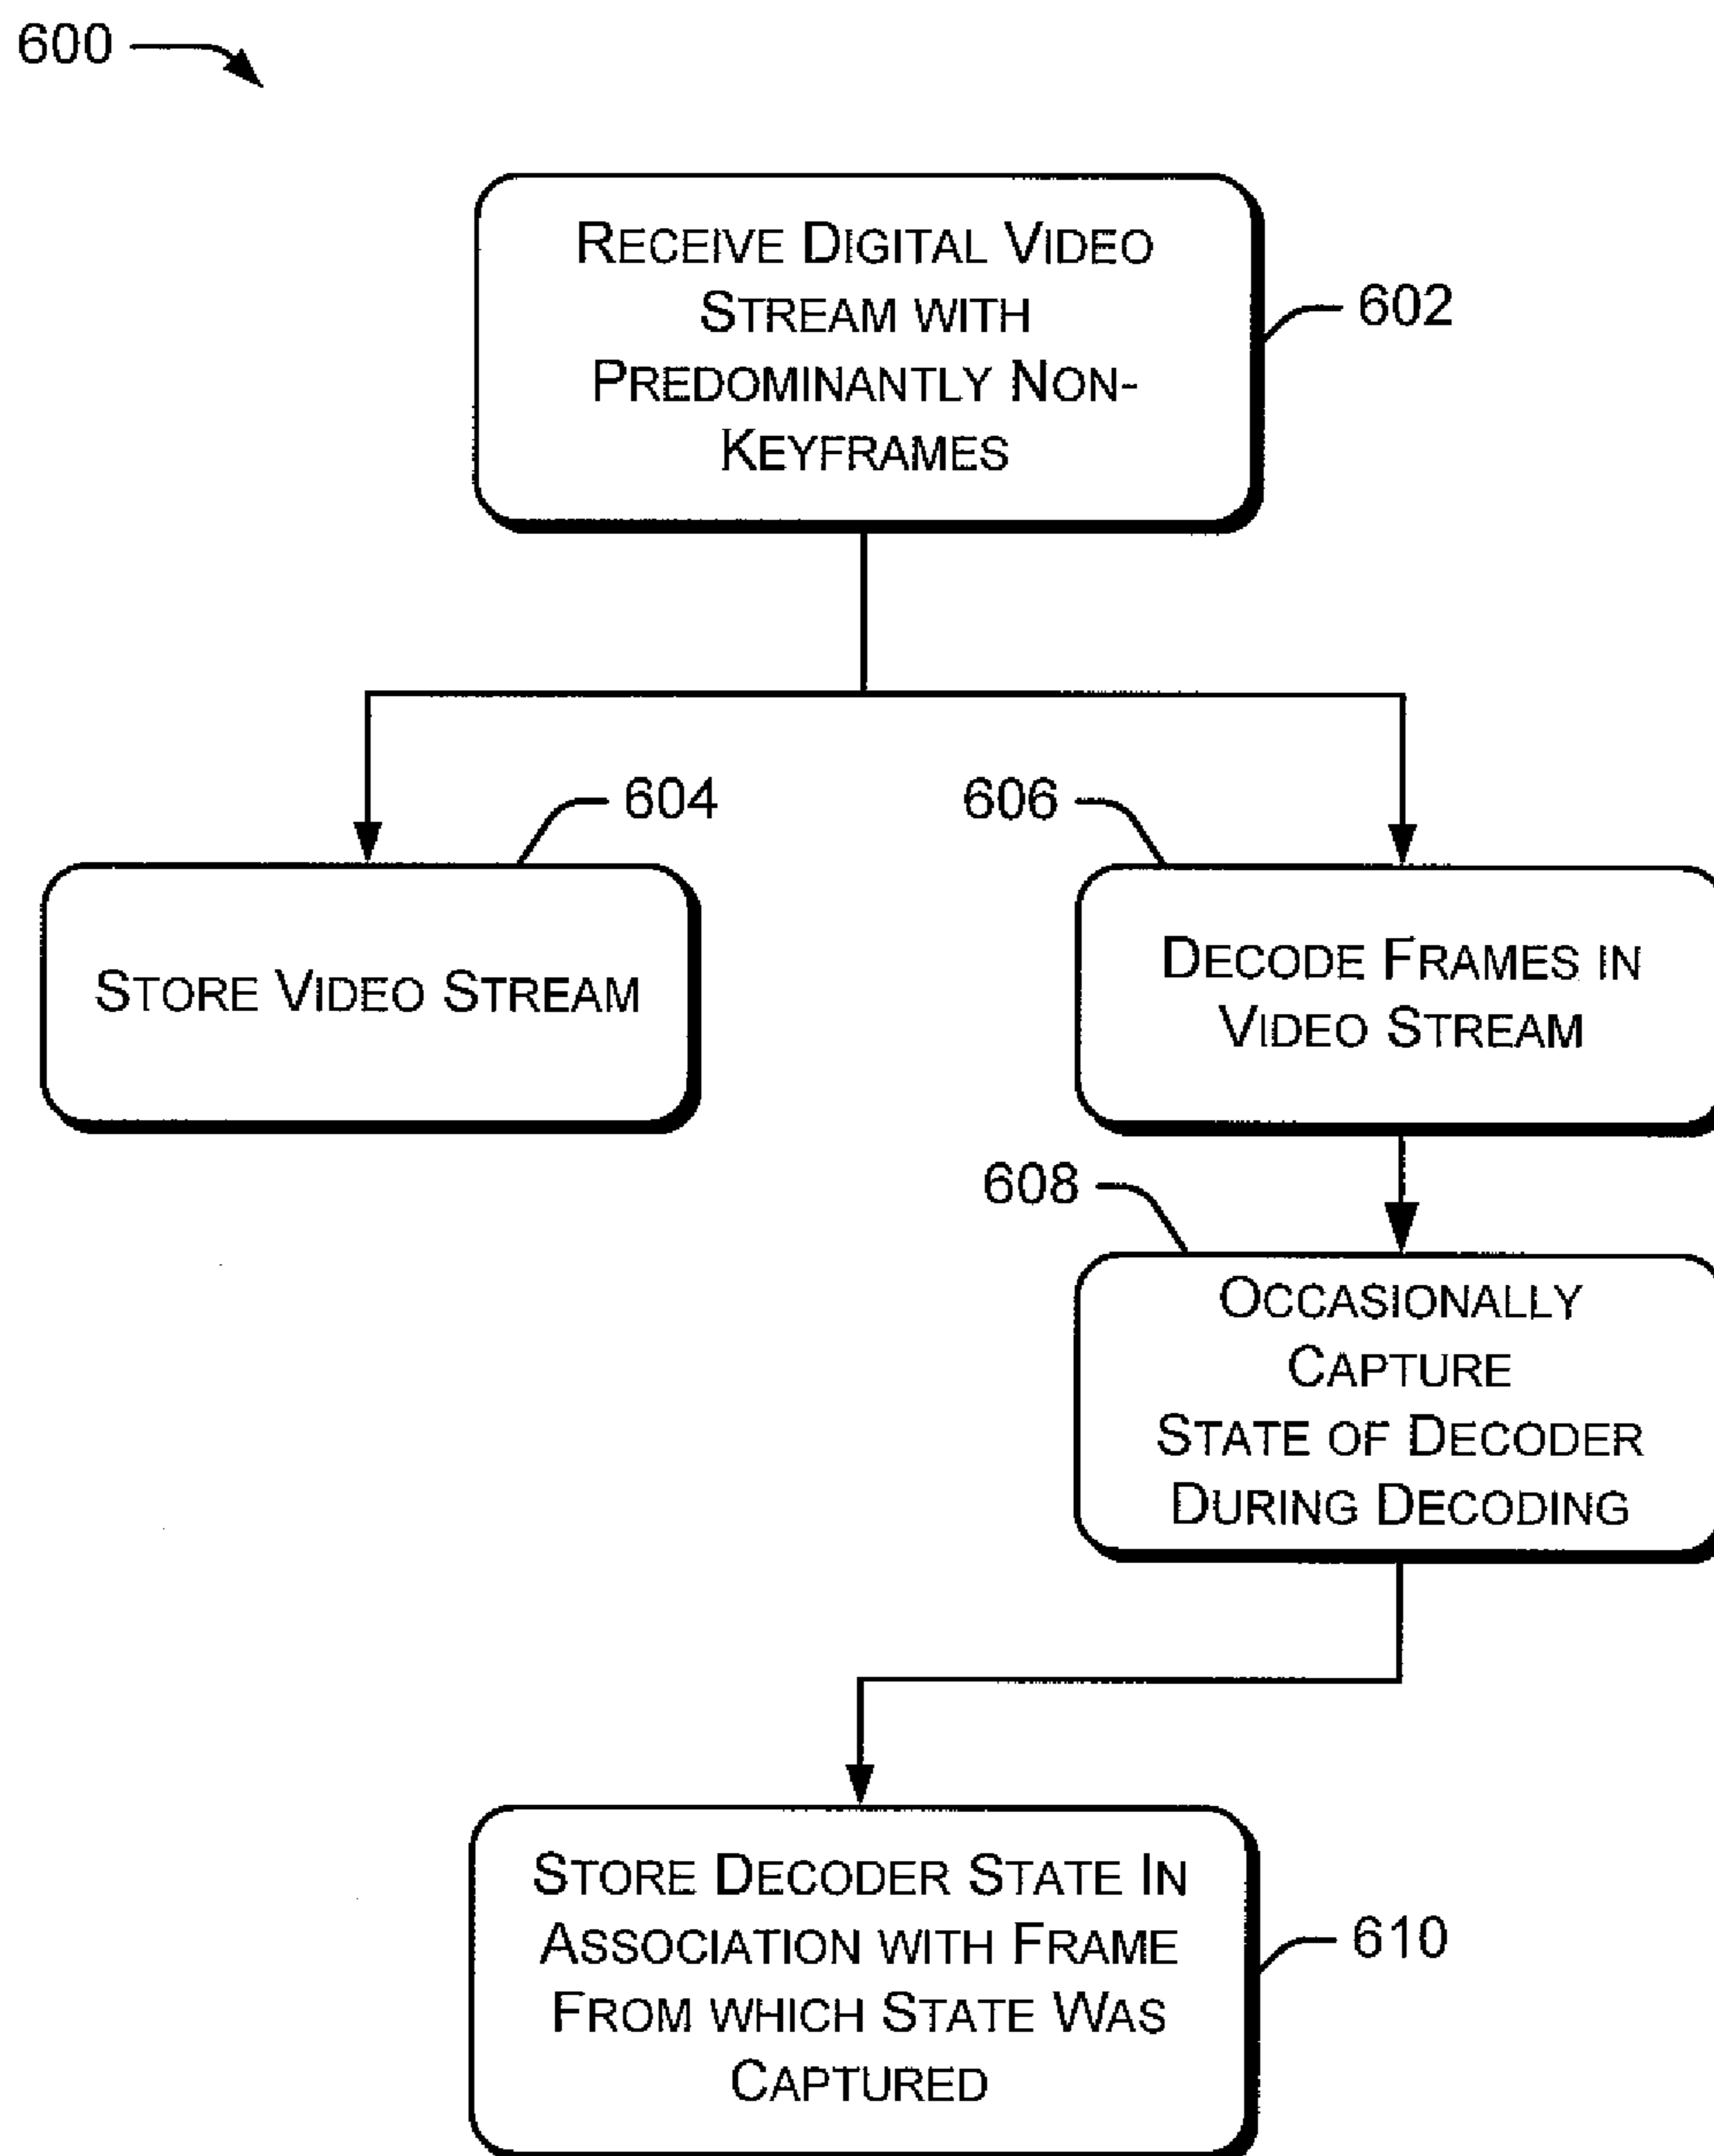 600
RECEIVE DIGITAL VIDEO
STREAM WITH
PREDOMINANTLY NON-
KEYFRAMES
602
604
606
STORE VIDEO STREAM
DECODE FRAMES IN
VIDEO STREAM
608
OCCASIONALLY
CAPTURE
STATE OF DECODER
DURING DECODING
STORE DECODER STATE IN
ASSOCIATION WITH FRAME
FROM WHICH STATE WAS
CAPTURED
610